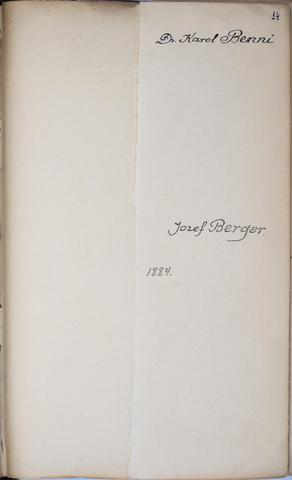 14
Dr. Karol Benni
Jozef Berger.
1884.